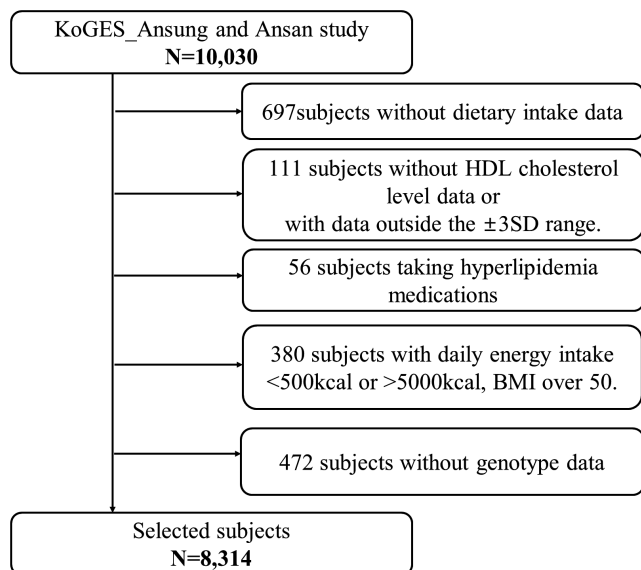 KoGES_Ansung and Ansan study
N=10,030
697subjects without dietary intake data
111 subjects without HDL cholesterol
level data or
with data outside the ±3SD range.
56 subjects taking hyperlipidemia
medications
380 subjects with daily energy intake
<500kcal or >5000kcal, BMI over 50.
472 subjects without genotype data
Selected subjects
N=8,314